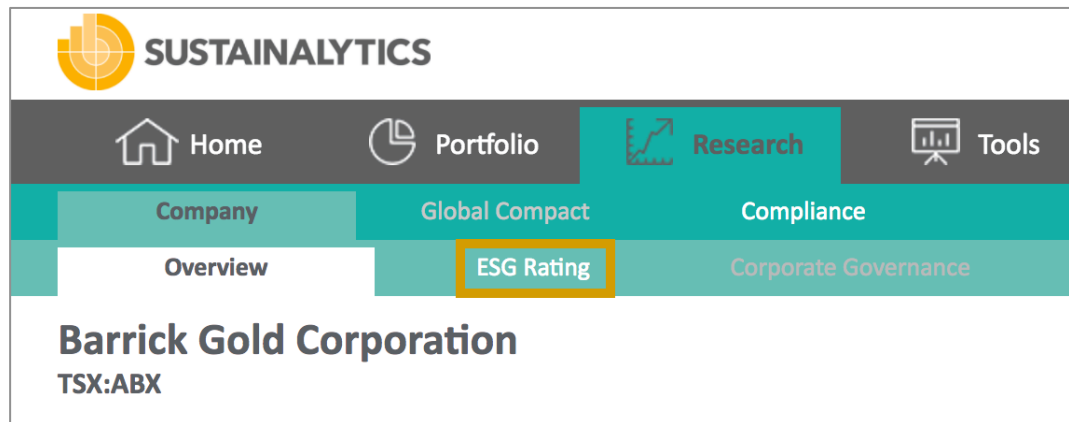 SUSTAINALYTICS
Home Portfolio Research Tools
Company Global Compact Compliance
Overview ESG Rating Corporate Governance
Barrick Gold Corporation
TSX:ABX